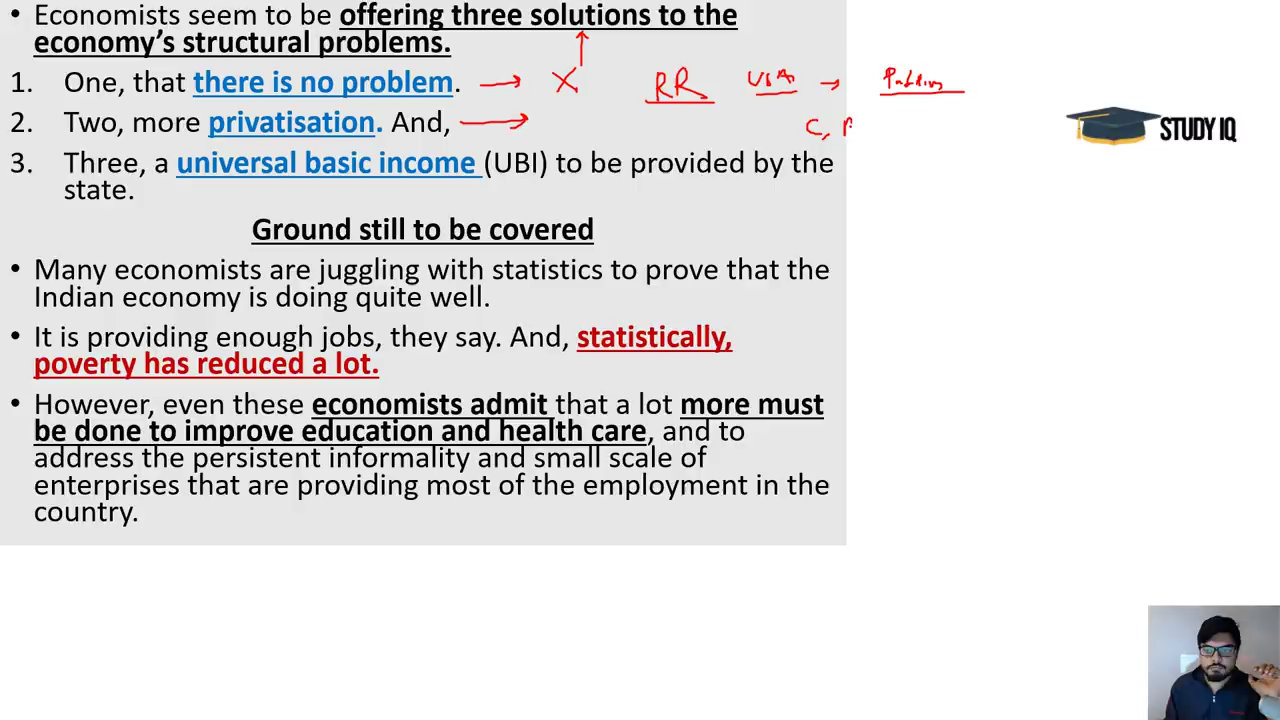 • Economists seem to be offering three solutions to the
economy's structural problems.
1. One, that there is no problem. → X RR USA →
2. Two, more privatisation. And, → C,
STUDY IQ
3. Three, a universal basic income (UBI) to be provided by the
state.
Ground still to be covered
• Many economists are juggling with statistics to prove that the
Indian economy is doing quite well.
• It is providing enough jobs, they say. And, statistically,
poverty has reduced a lot.
• However, even these economists admit that a lot more must
be done to improve education and health care, and to
address the persistent informality and small scale of
enterprises that are providing most of the employment in the
country.